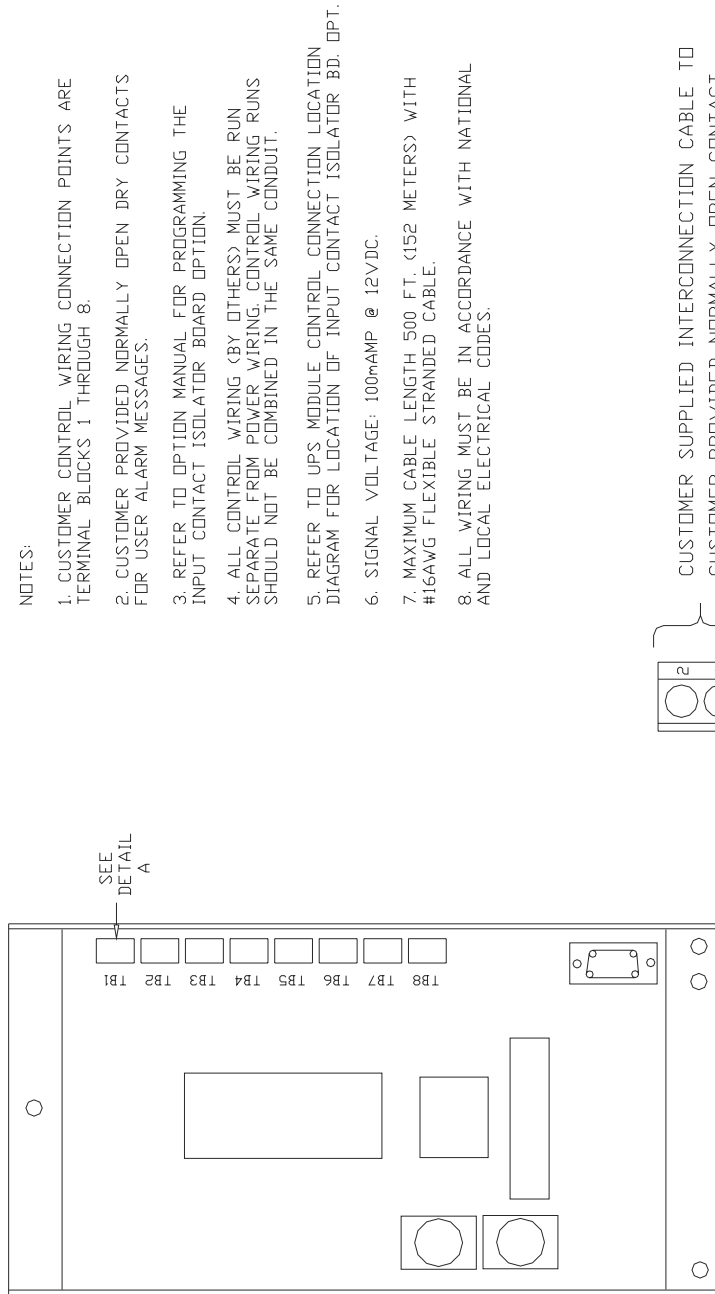 NOTES:
1. CUSTOMER CONTROL WIRING CONNECTION POINTS ARE
TERMINAL BLOCKS 1 THROUGH 8.
2. CUSTOMER PROVIDED NORMALLY OPEN DRY CONTACTS
FOR USER ALARM MESSAGES.
3. REFER TO OPTION MANUAL FOR PROGRAMMING THE
INPUT CONTACT ISOLATOR BOARD OPTION.
4. ALL CONTROL WIRING (BY OTHERS) MUST BE RUN
SEPARATE FROM POWER WIRING. CONTROL WIRING RUNS
SHOULD NOT BE COMBINED IN THE SAME CONDUIT.
5. REFER TO UPS MODULE CONTROL CONNECTION LOCATION
DIAGRAM FOR LOCATION OF INPUT CONTACT ISOLATOR BD. OPT.
6. SIGNAL VOLTAGE: 100mAMP @ 12VDC.
7. MAXIMUM CABLE LENGTH 500 FT. (152 METERS) WITH
#16AWG FLEXIBLE STRANDED CABLE.
8. ALL WIRING MUST BE IN ACCORDANCE WITH NATIONAL
AND LOCAL ELECTRICAL CODES.
CUSTOMER SUPPLIED INTERCONNECTION CABLE TO
CUSTOMER PROVIDED NORMALLY OPEN CONTACT
2
SEE
DETAIL
A
TB1
TB2
TB3
TB4
TB5
TB6
TB7
TB8